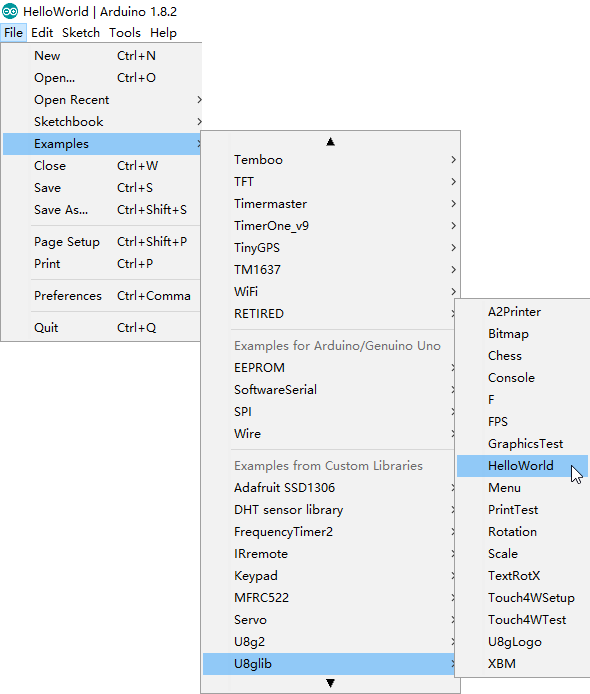 HelloWorld | Arduino 1.8.2
File Edit Sketch Tools Help
New Ctrl+N
Open... Ctrl+O
Open Recent
Sketchbook
Examples
Close Ctrl+W
Save Ctrl+S
Save As... Ctrl+Shift+S
Page Setup Ctrl+Shift+P
Print Ctrl+P
Preferences Ctrl+Comma
Quit Ctrl+Q
Temboo
TFT
Timermaster
TimerOne_v9
TinyGPS
TM1637
WiFi
RETIRED
Examples for Arduino/Genuino Uno
EEPROM
SoftwareSerial
SPI
Wire
Examples from Custom Libraries
Adafruit SSD1306
DHT sensor library
FrequencyTimer2
IRremote
Keypad
MFRC522
Servo
U8g2
U8glib
A2Printer
Bitmap
Chess
Console
F
FPS
GraphicsTest
HelloWorld
Menu
PrintTest
Rotation
Scale
TextRotX
Touch4WSetup
Touch4WTest
U8gLogo
XBM